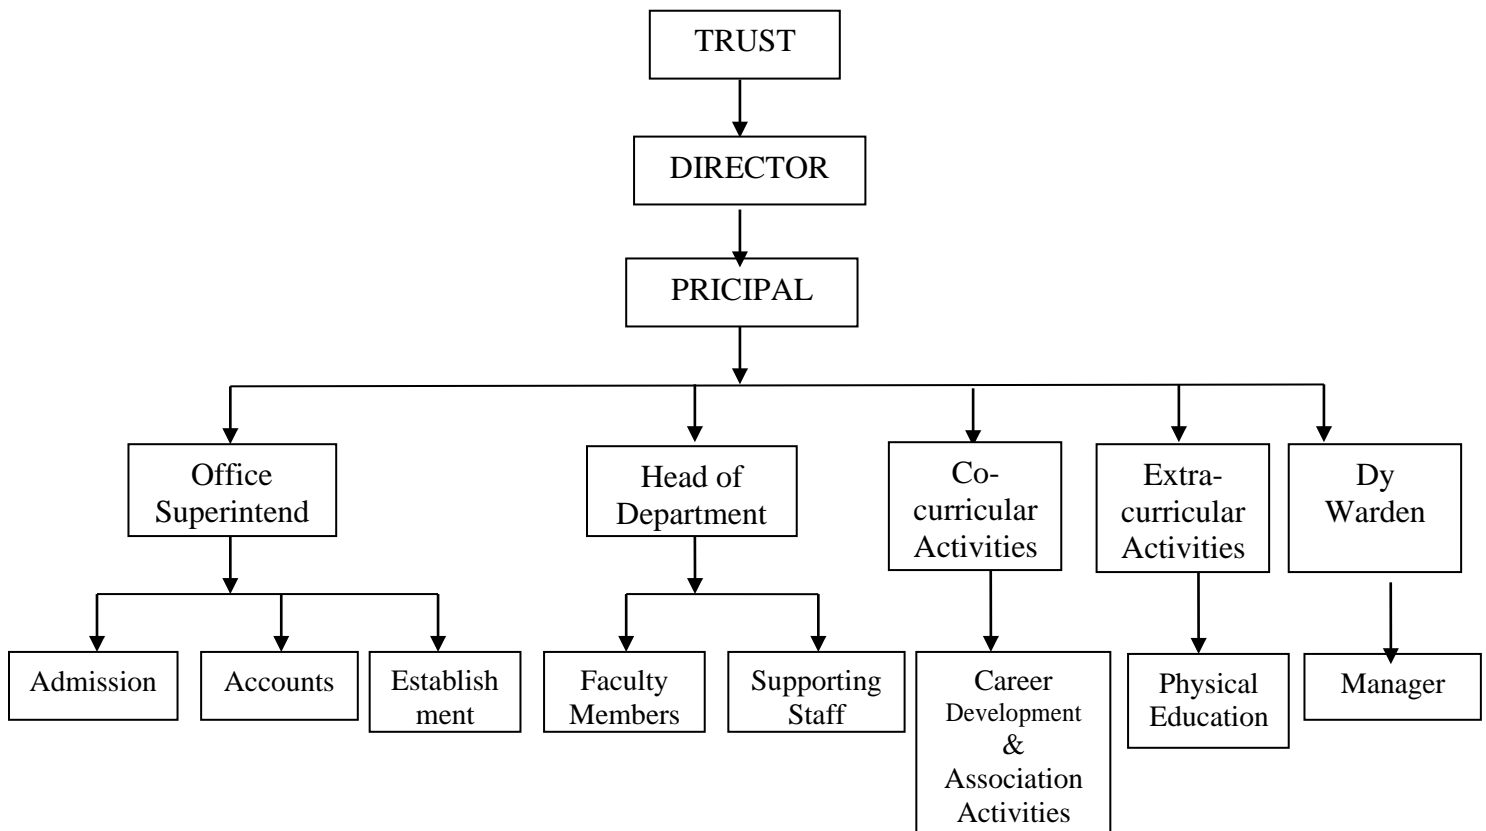 TRUST
DIRECTOR
PRICIPAL
Office
Superintend
Head of
Department
Co-
curricular
Activities
Extra-
curricular
Activities
Dy
Warden
Admission
Accounts
Establish
ment
Faculty
Members
Supporting
Staff
Career
Development
&
Association
Activities
Physical
Education
Manager